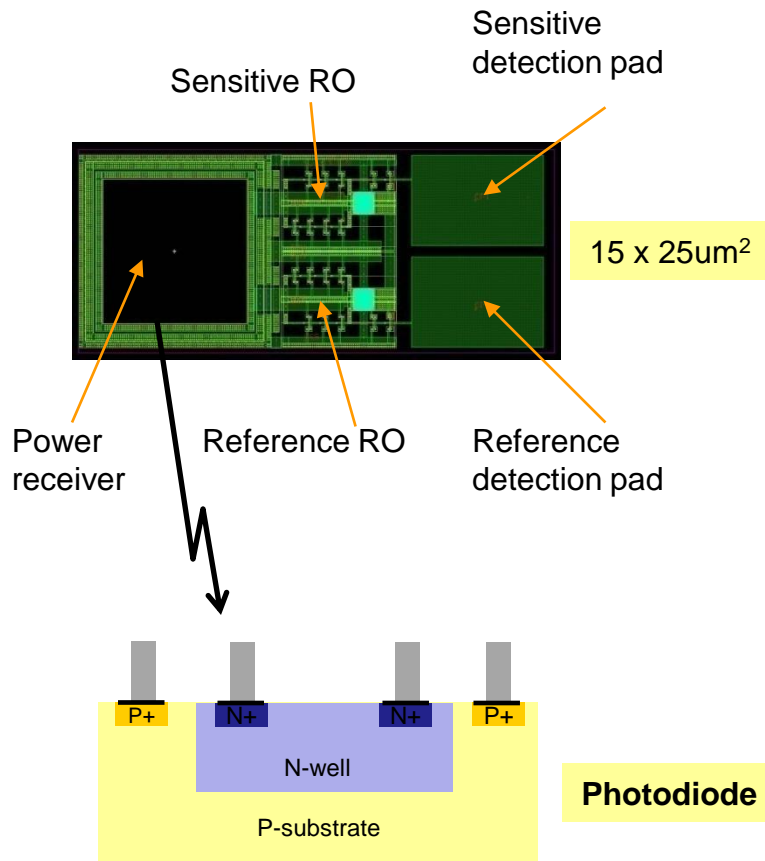 Sensitive
detection pad
Sensitive RO
15 x 25um²
Power
receiver
Reference RO
Reference
detection pad
P+
N+
N+
P+
N-well
P-substrate
Photodiode